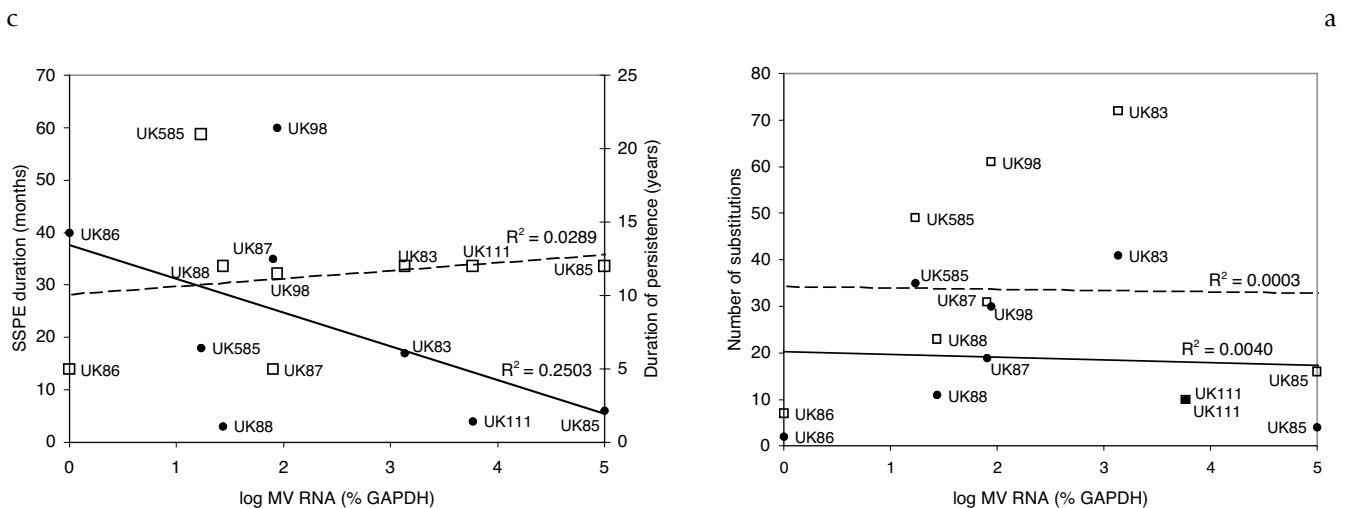 c
a
70
60
50
40
30
20
10
0
SSPE duration (months)
25
20
15
10
5
0
Duration of persistence (years)
UK585
UK98
UK86
UK87
UK88
UK98
UK83
UK111
R² = 0.0289
UK85
UK585
UK83
UK86
UK87
R² = 0.2503
UK88
UK111
UK85
0 1 2 3 4 5
log MV RNA (% GAPDH)
80
70
60
50
40
30
20
10
0
Number of substitutions
UK83
UK98
UK585
UK83
UK585
R² = 0.0003
UK87
UK98
UK88
R² = 0.0040
UK87
UK85
UK88
UK111
UK111
UK86
UK86
UK85
0 1 2 3 4 5
log MV RNA (% GAPDH)